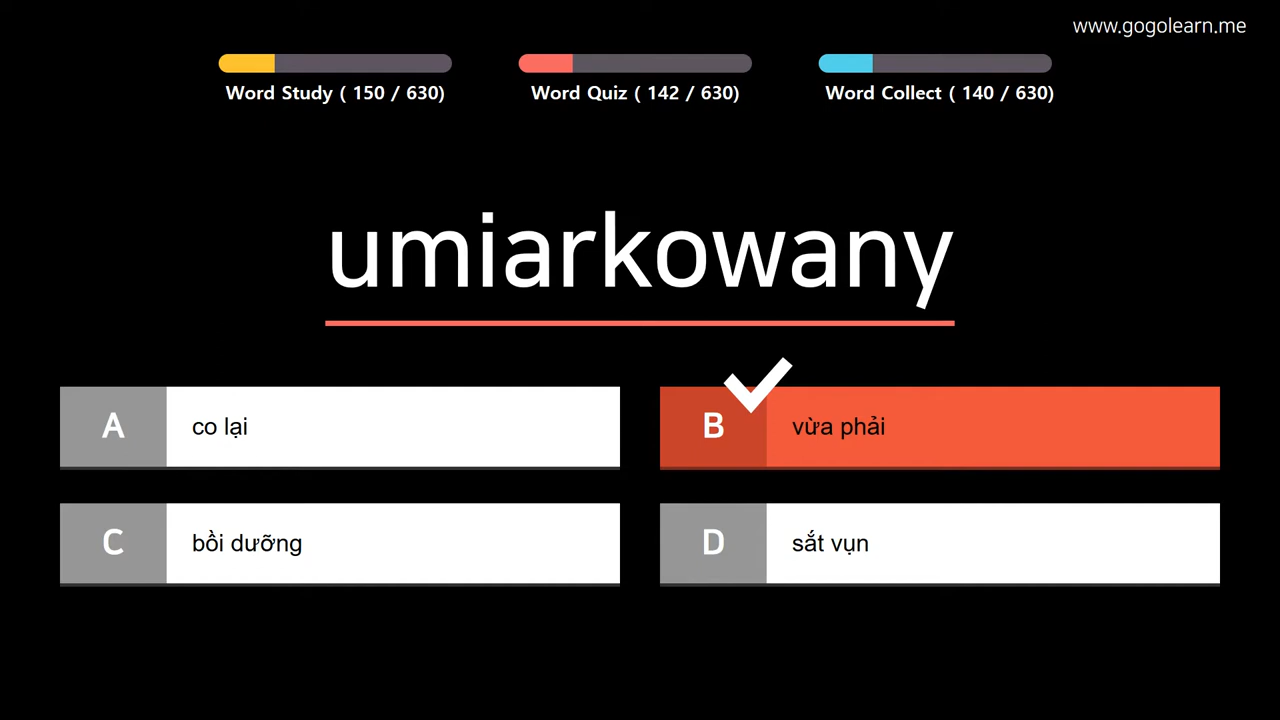 www.gogolearn.me
Word Study ( 150 / 630)
Word Quiz ( 142 / 630)
Word Collect ( 140 / 630)
umiarkowany
A
co lại
B
vừa phải
C
bồi dưỡng
D
sắt vụn